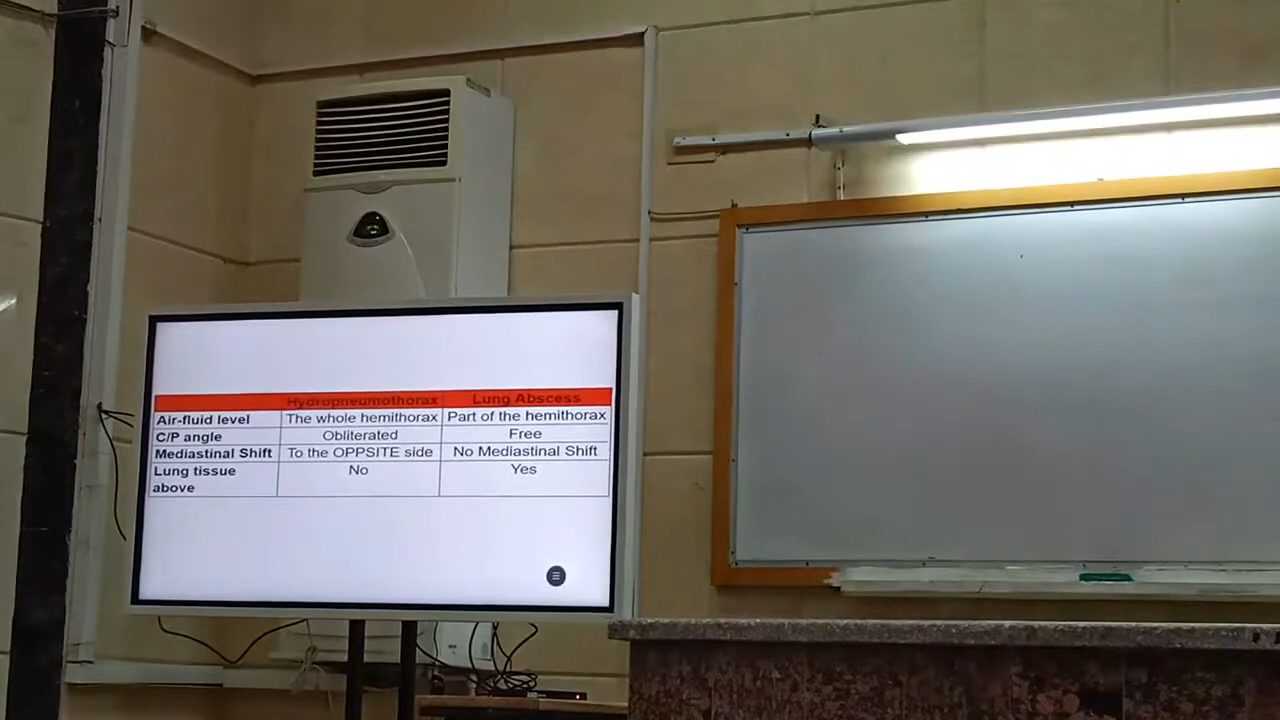 Hydropneumothorax Lung Abscess
Air-fluid level The whole hemithorax Part of the hemithorax
C/P angle Obliterated Free
Mediastinal Shift To the OPPSITE side No Mediastinal Shift
Lung tissue above No Yes